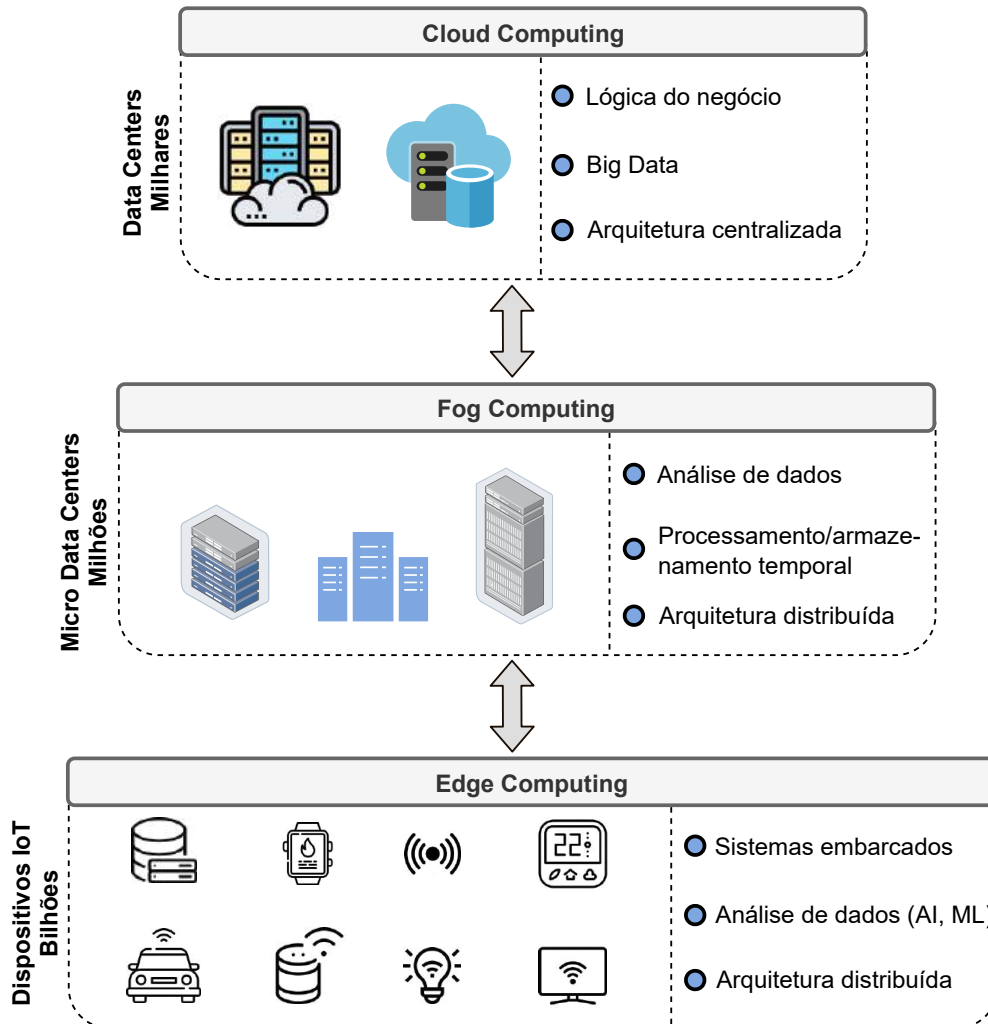 Cloud Computing
Data Centers
Milhares
Lógica do negócio
Big Data
Arquitetura centralizada
Fog Computing
Micro Data Centers
Milhões
Análise de dados
Processamento/armaze-
namento temporal
Arquitetura distribuída
Edge Computing
Dispositivos IoT
Bilhões
22
Sistemas embarcados
Análise de dados (AI, ML)
Arquitetura distribuída